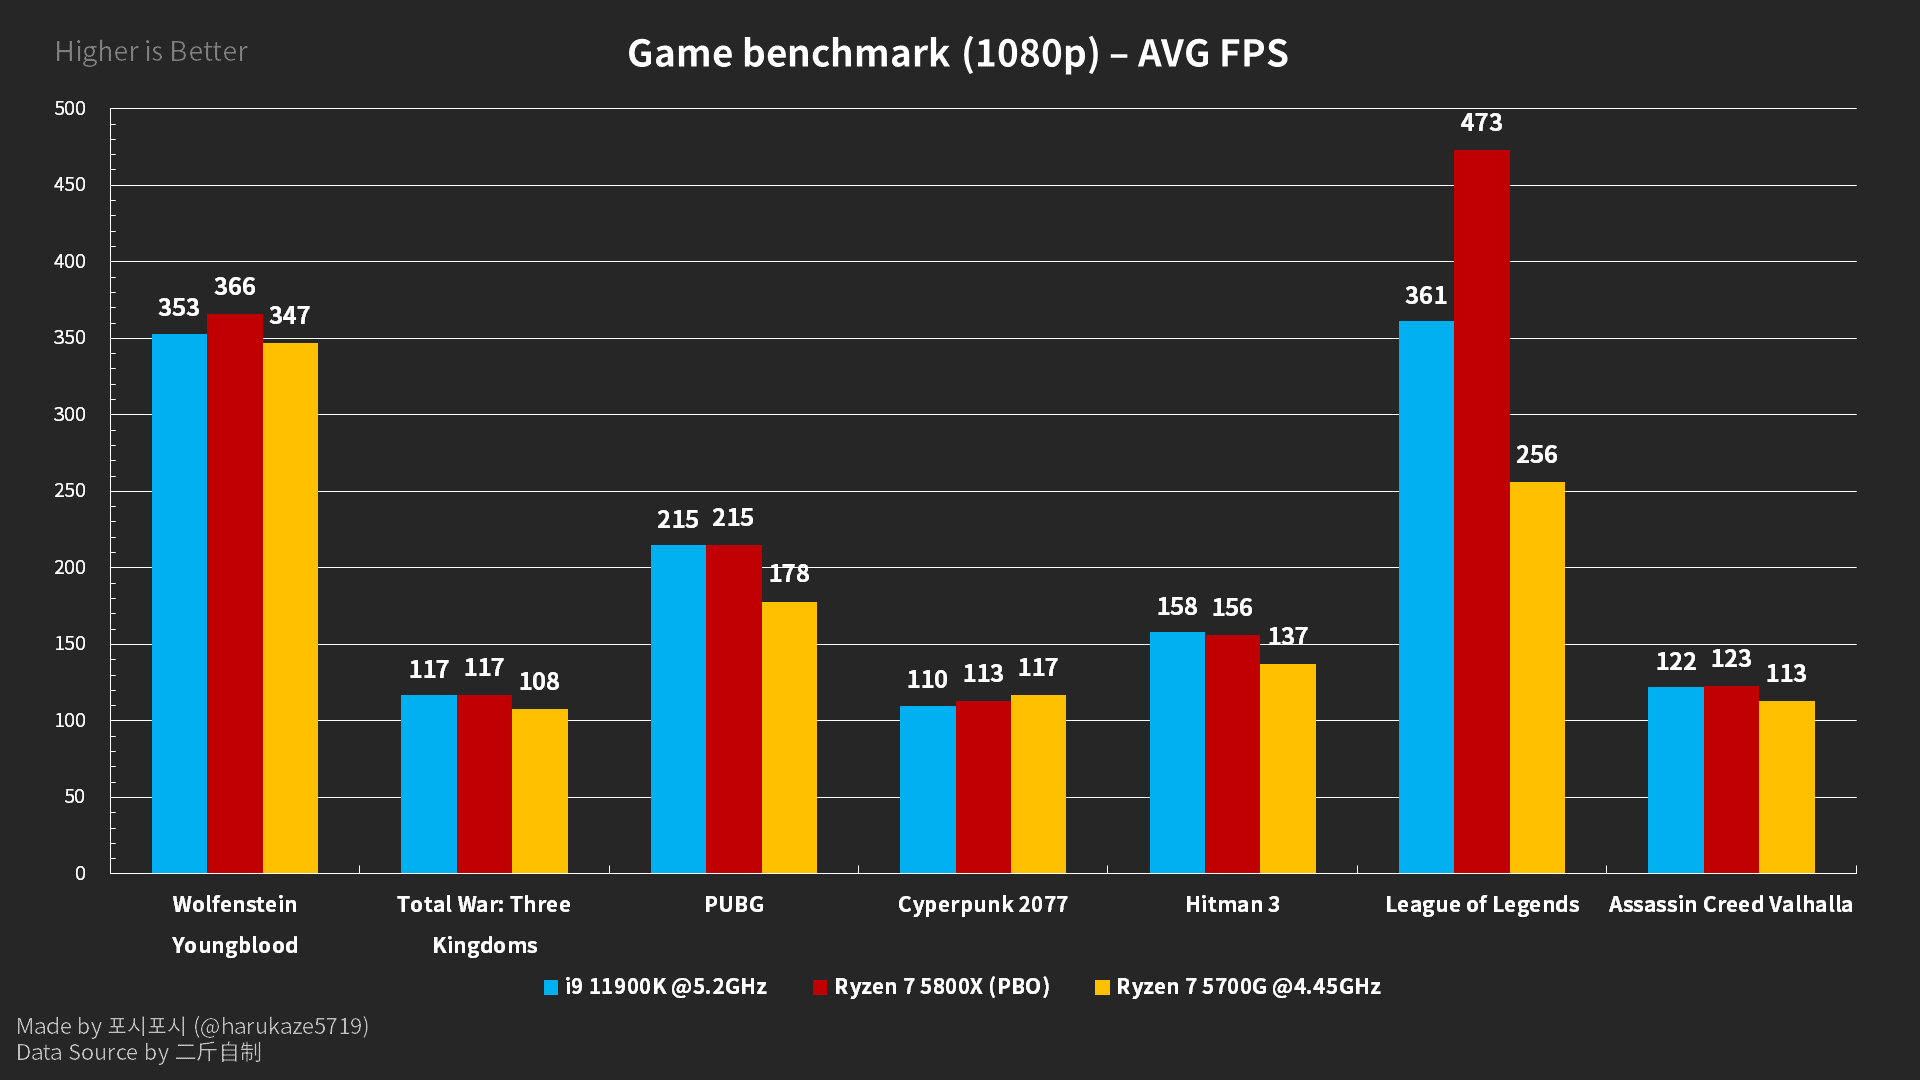 Higher is Better
Game benchmark (1080p) – AVG FPS
500
450
400
350
300
250
200
150
100
50
0
353
366
347
117
117
108
215
215
178
110
113
117
158
156
137
361
473
256
122
123
113
Wolfenstein
Youngblood
Total War: Three
Kingdoms
PUBG
Cyperpunk 2077
Hitman 3
League of Legends
Assassin Creed Valhalla
i9 11900K @5.2GHz
Ryzen 7 5800X (PBO)
Ryzen 7 5700G @4.45GHz
Made by 포시포시 (@harukaze5719)
Data Source by 二斤自制